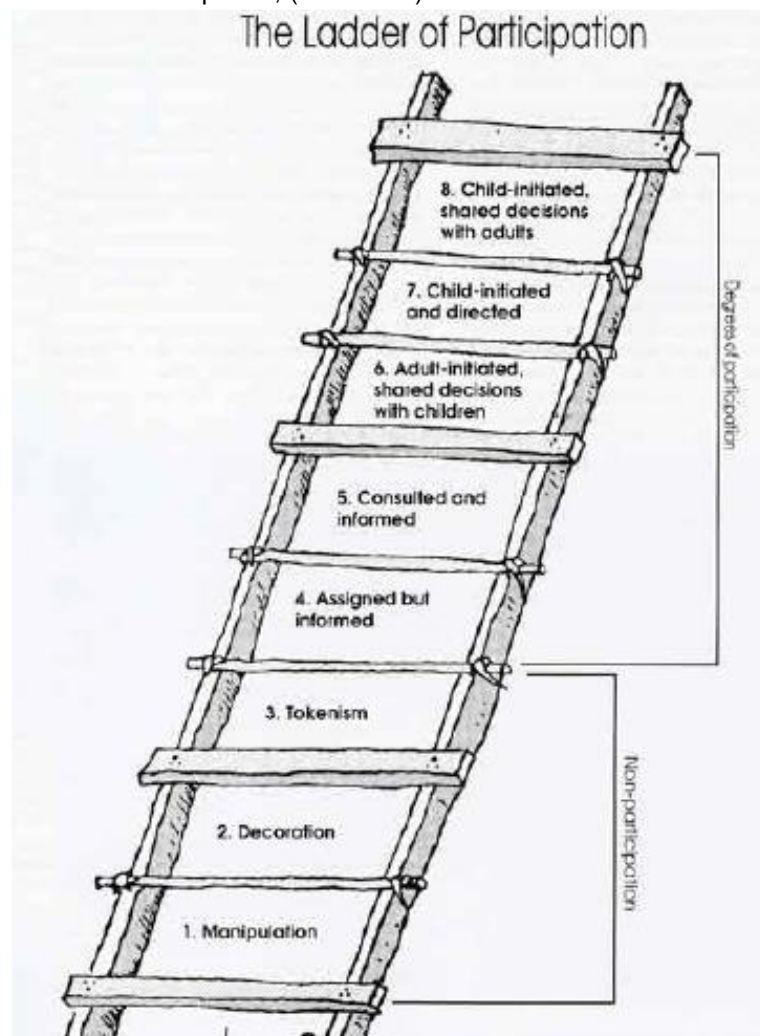 The Ladder of Participation
8. Child-initiated,
shared decisions
with adults
7. Child-initiated
and directed
6. Adult-initiated,
shared decisions
with children
5. Consulted and
informed
4. Assigned but
informed
3. Tokenism
2. Decoration
1. Manipulation
Degrees of participation
Non-participation